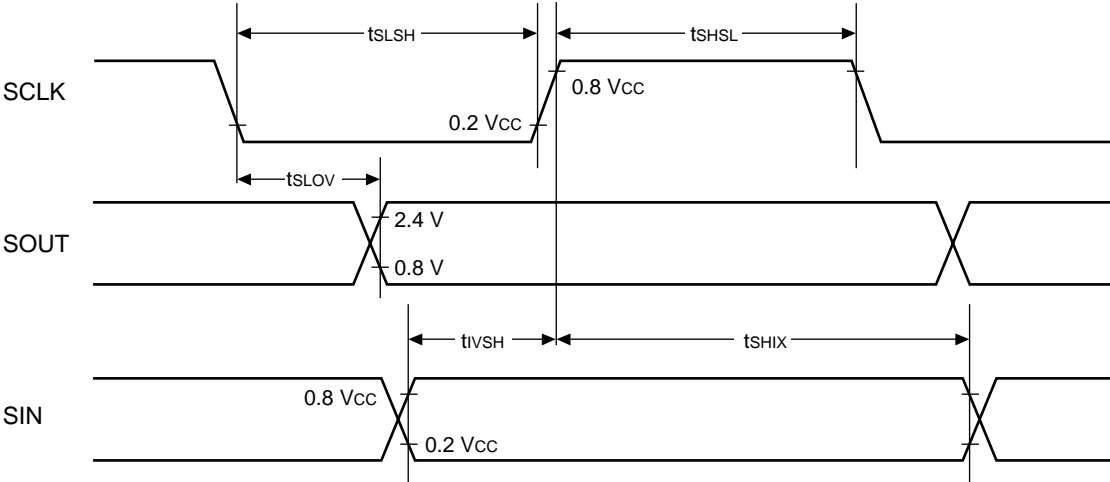 tSLSH
tSHSL
SCLK
0.8 VCC
0.2 VCC
tSLOV
SOUT
2.4 V
0.8 V
tIVSH
tSHIX
SIN
0.8 VCC
0.2 VCC